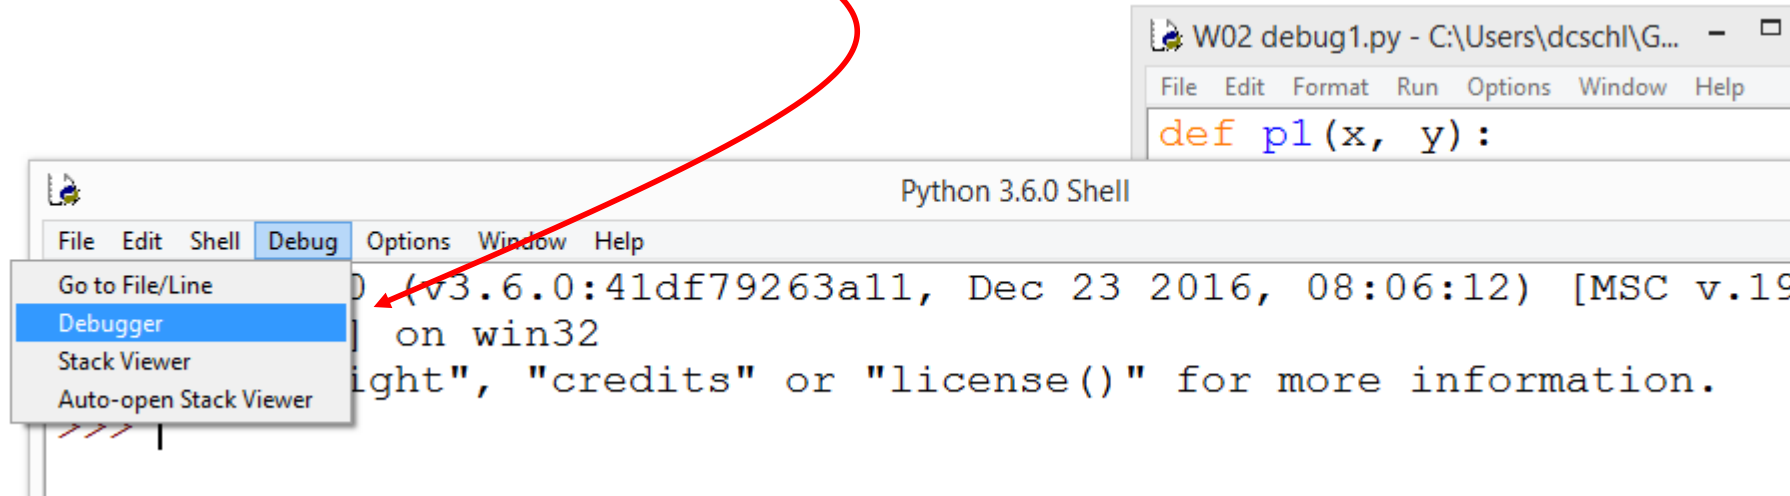 W02 debug1.py - C:\Users\dcschl\G...
File Edit Format Run Options Window Help
def p1(x, y):
Python 3.6.0 Shell
File Edit Shell Debug Options Window Help
Go to File/Line
Debugger
Stack Viewer
Auto-open Stack Viewer
0 (v3.6.0:41df79263a11, Dec 23 2016, 08:06:12) [MSC v.19
] on win32
ight", "credits" or "license()" for more information.
>>>